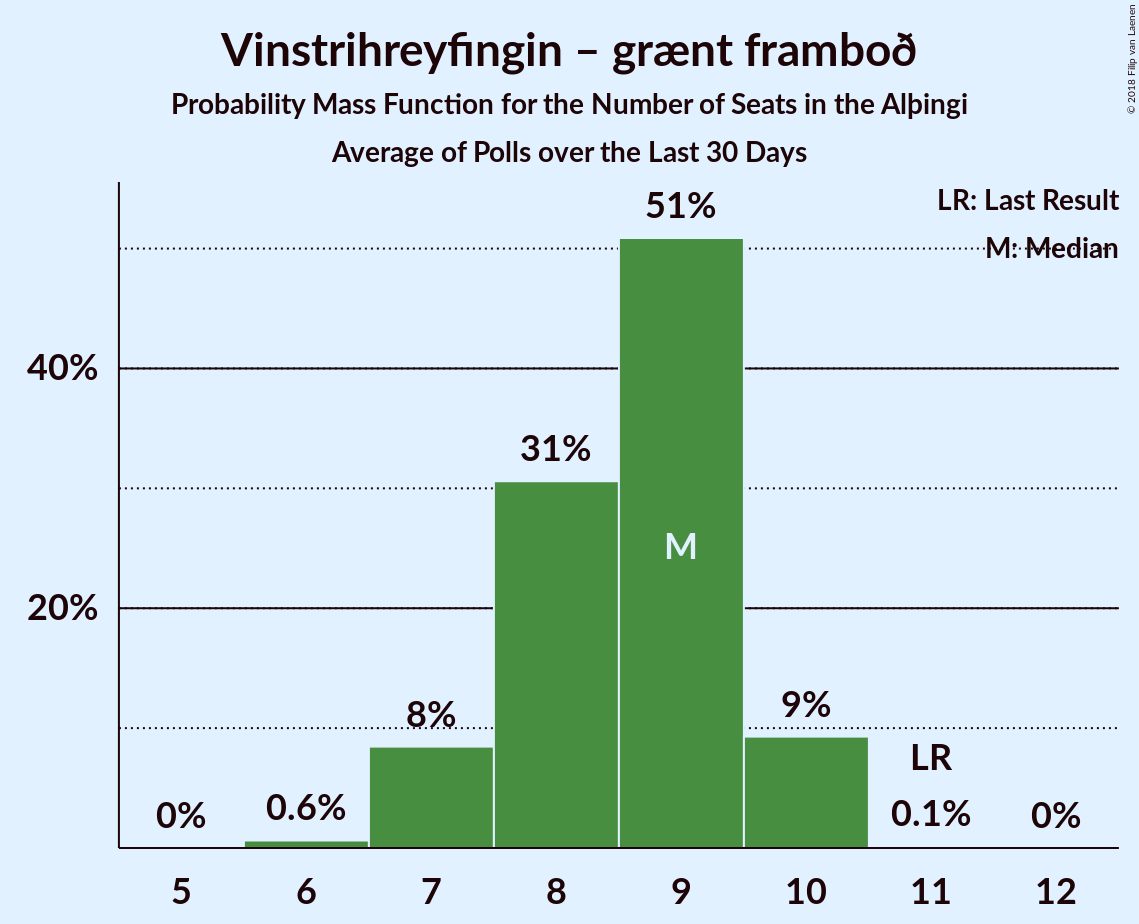 Vinstrihreyfingin – grænt framboð
Probability Mass Function for the Number of Seats in the Alþingi
Average of Polls over the Last 30 Days
© 2018 Filip van Laenen
LR: Last Result
M: Median
51%
40%
31%
M
20%
8%
9%
LR
0%
0.6%
0.1%
0%
5 6 7 8 9 10 11 12